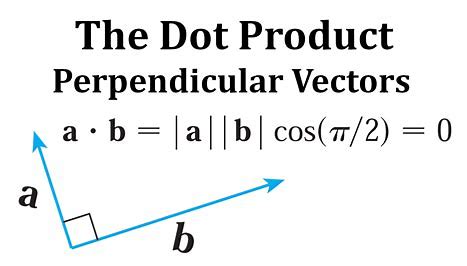 The Dot Product
Perpendicular Vectors
a · b = |a||b| cos(π/2) = 0
a
b